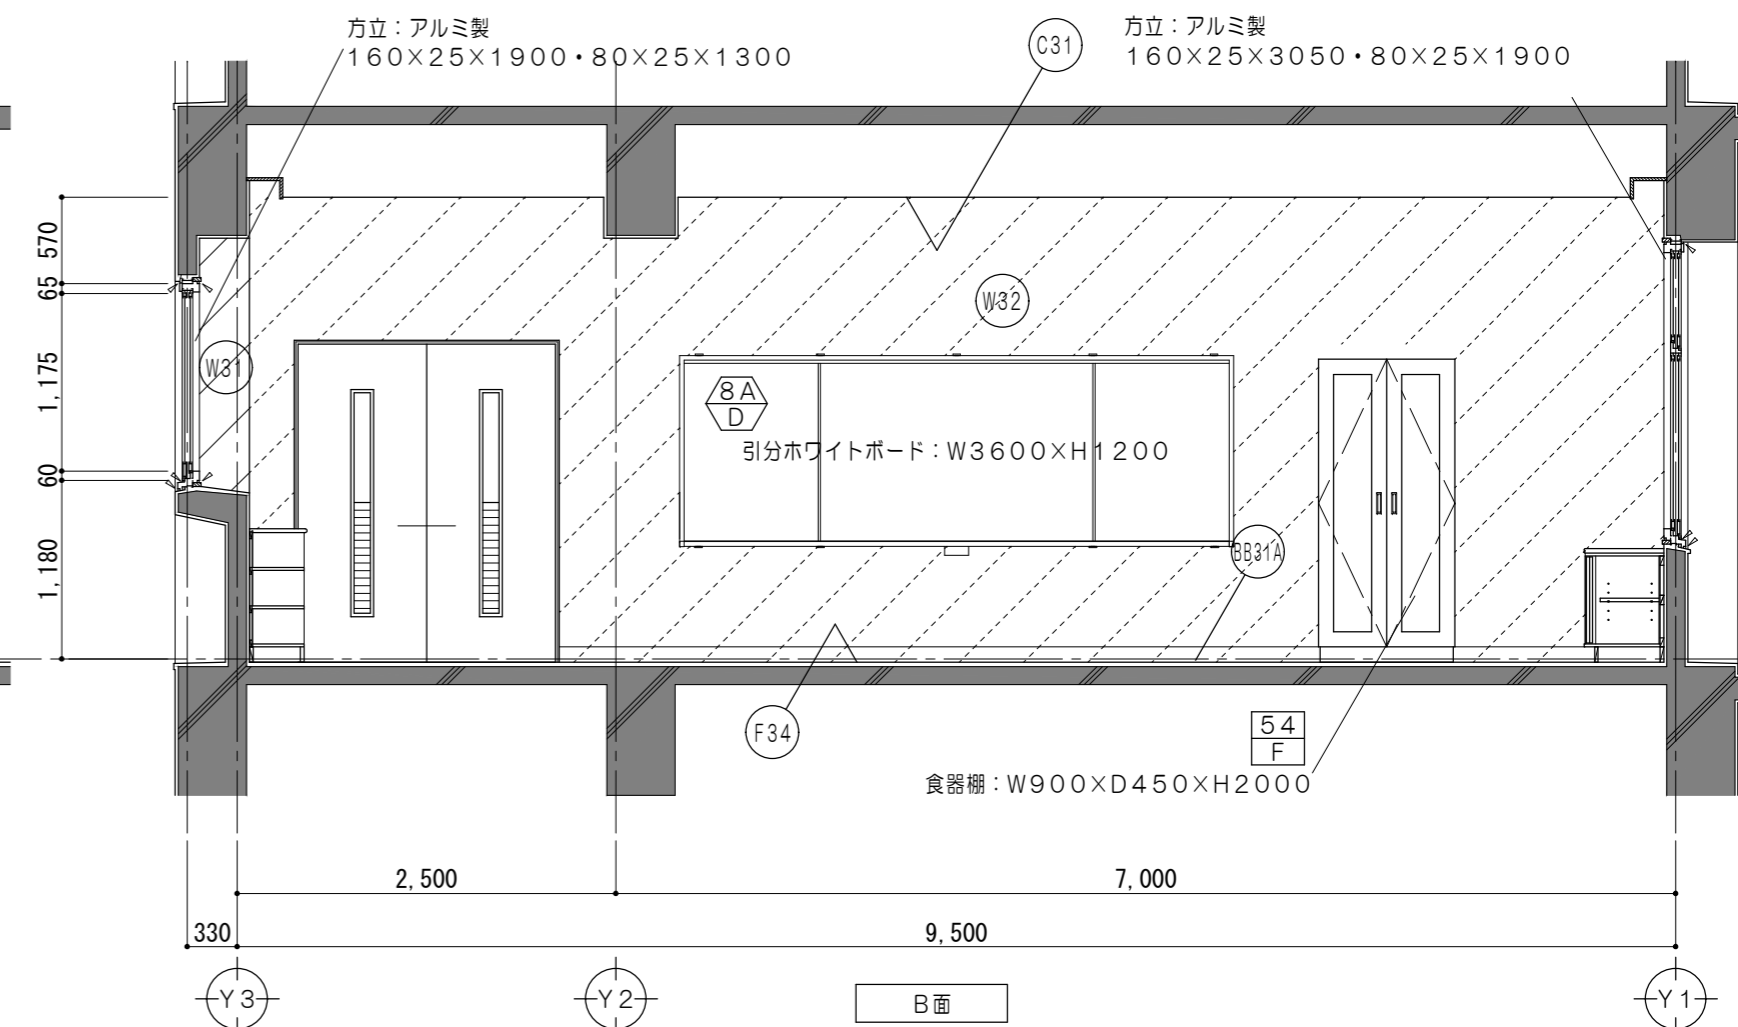 方立：アルミ製
160×25×1900・80×25×1300
C31
方立：アルミ製
160×25×3050・80×25×1900
570
65
1,175
60
1,180
W31
W32
8A
D
引分ホワイトボード：W3600×H1200
BB31A
F34
54
F
食器棚：W900×D450×H2000
2,500
7,000
330
9,500
Y3
Y2
B面
Y1